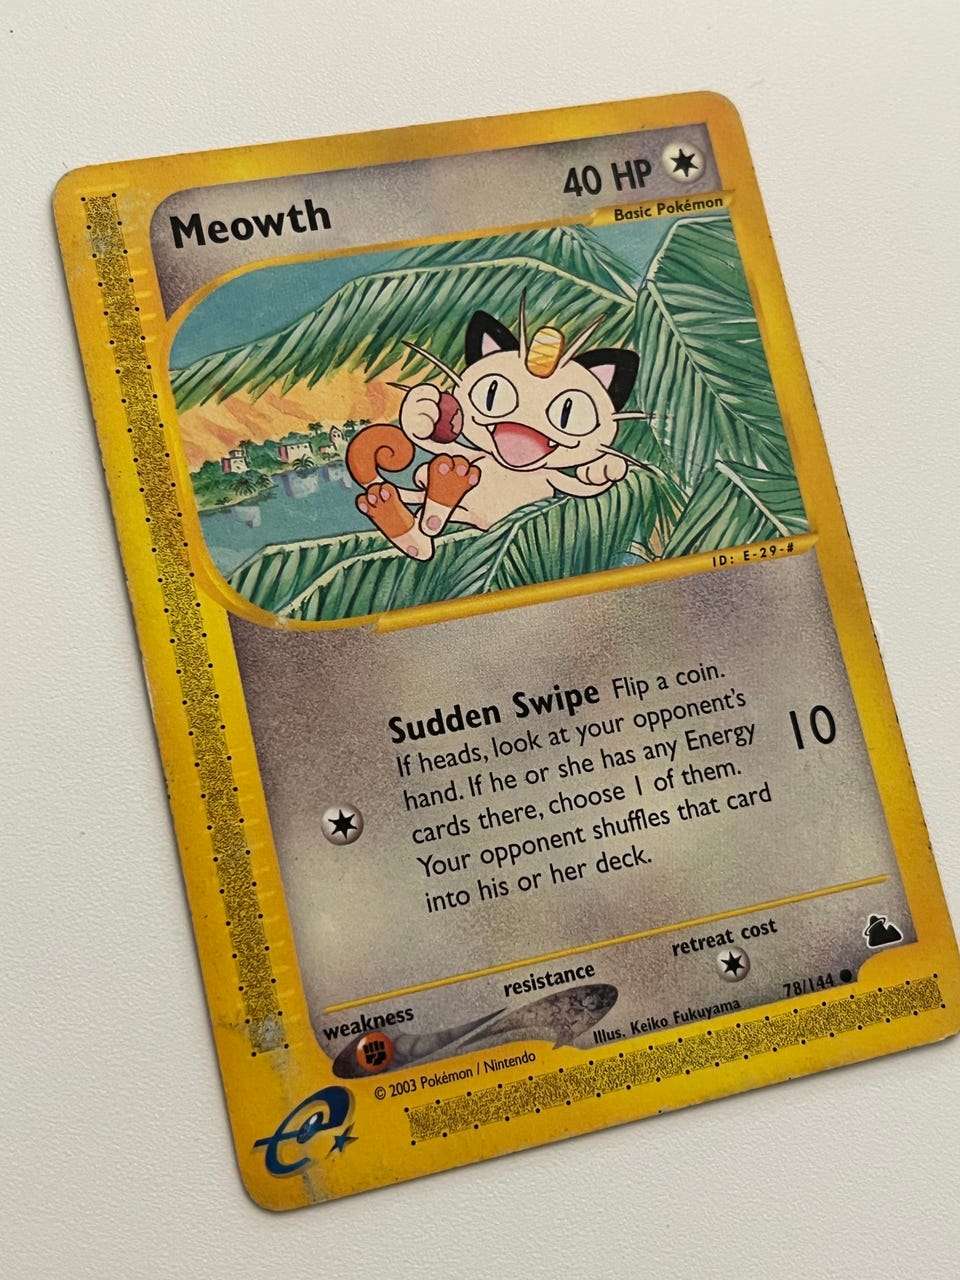 Meowth
40 HP
Basic Pokémon
ID: E-29-#
Sudden Swipe Flip a coin.
If heads, look at your opponent's
hand. If he or she has any Energy
cards there, choose 1 of them.
Your opponent shuffles that card
into his or her deck.
10
weakness
resistance
retreat cost
Illus. Keiko Fukuyama
78/144
© 2003 Pokémon / Nintendo
e